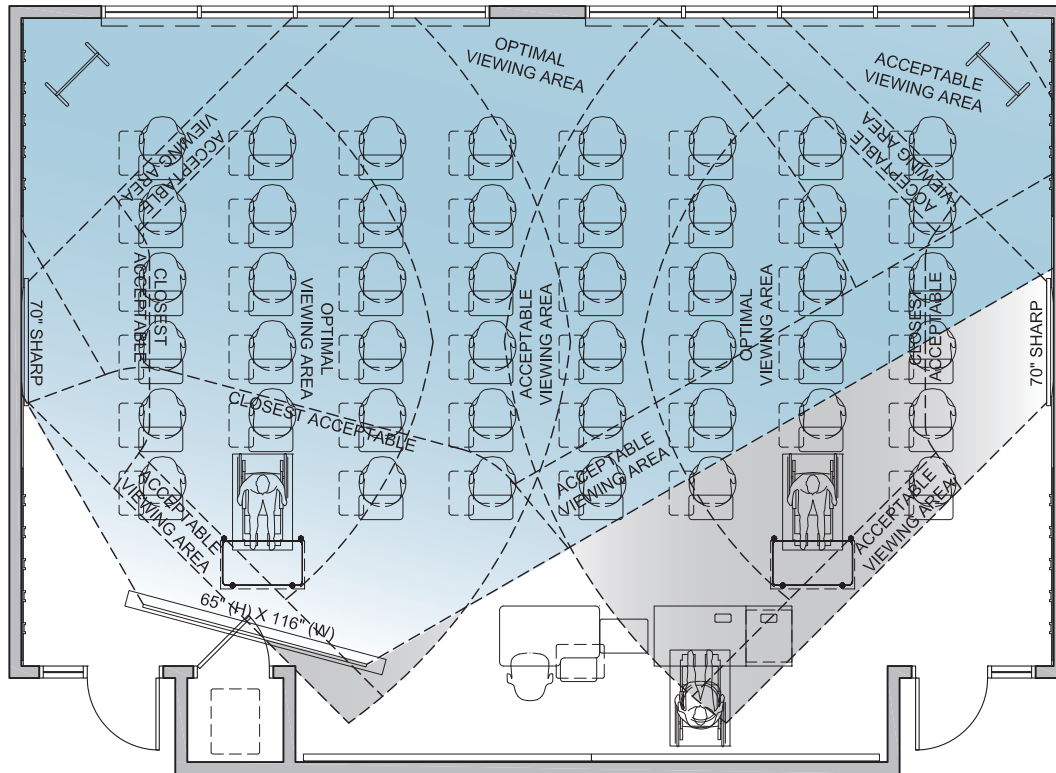 OPTIMAL
VIEWING AREA
ACCEPTABLE
VIEWING AREA
ACCEPTABLE
VIEWING AREA
ACCEPTABLE
VIEWING AREA
CLOSEST
ACCEPTABLE
OPTIMAL
VIEWING AREA
ACCEPTABLE
VIEWING AREA
OPTIMAL
VIEWING AREA
CLOSEST
ACCEPTABLE
70" SHARP
70" SHARP
CLOSEST ACCEPTABLE
ACCEPTABLE
VIEWING AREA
ACCEPTABLE
VIEWING AREA
ACCEPTABLE
VIEWING AREA
65" (H) X 116" (W)